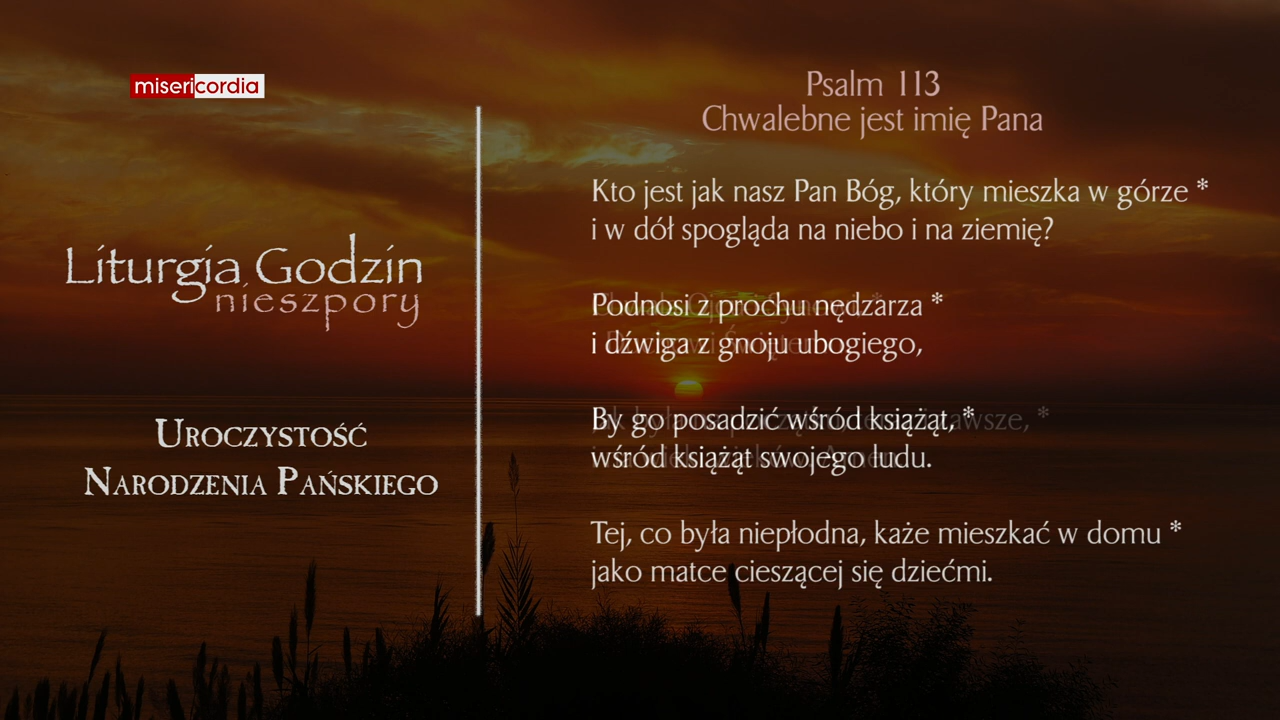 misericordia
Liturgia Godzin
nieszpory
Uroczystość
Narodzenia Pańskiego
Psalm 113
Chwalebne jest imię Pana
Kto jest jak nasz Pan Bóg, który mieszka w górze *
i w dół spogląda na niebo i na ziemię?
Podnosi z prochu nędzarza *
i dźwiga z gnoju ubogiego,
By go posadzić wśród książąt, *
wśród książąt swojego ludu.
Tej, co była niepłodna, każe mieszkać w domu *
jako matce cieszącej się dziećmi.